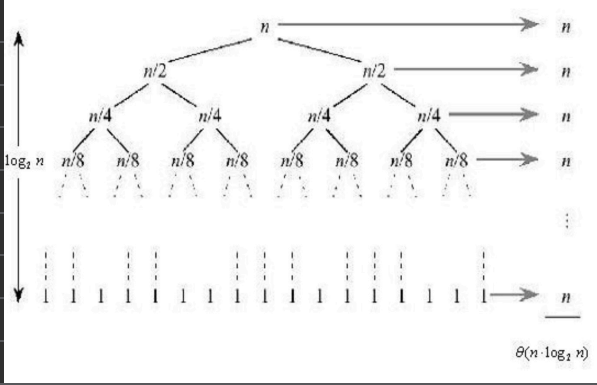 n n
n/2 n/2 n
n/4 n/4 n/4 n/4 n
log₂ n n/8 n/8 n/8 n/8 n/8 n/8 n/8 n/8 n
⋮
1 1 1 1 1 1 1 1 1 1 1 1 1 1 1 1 1 n
θ(n·log₂ n)